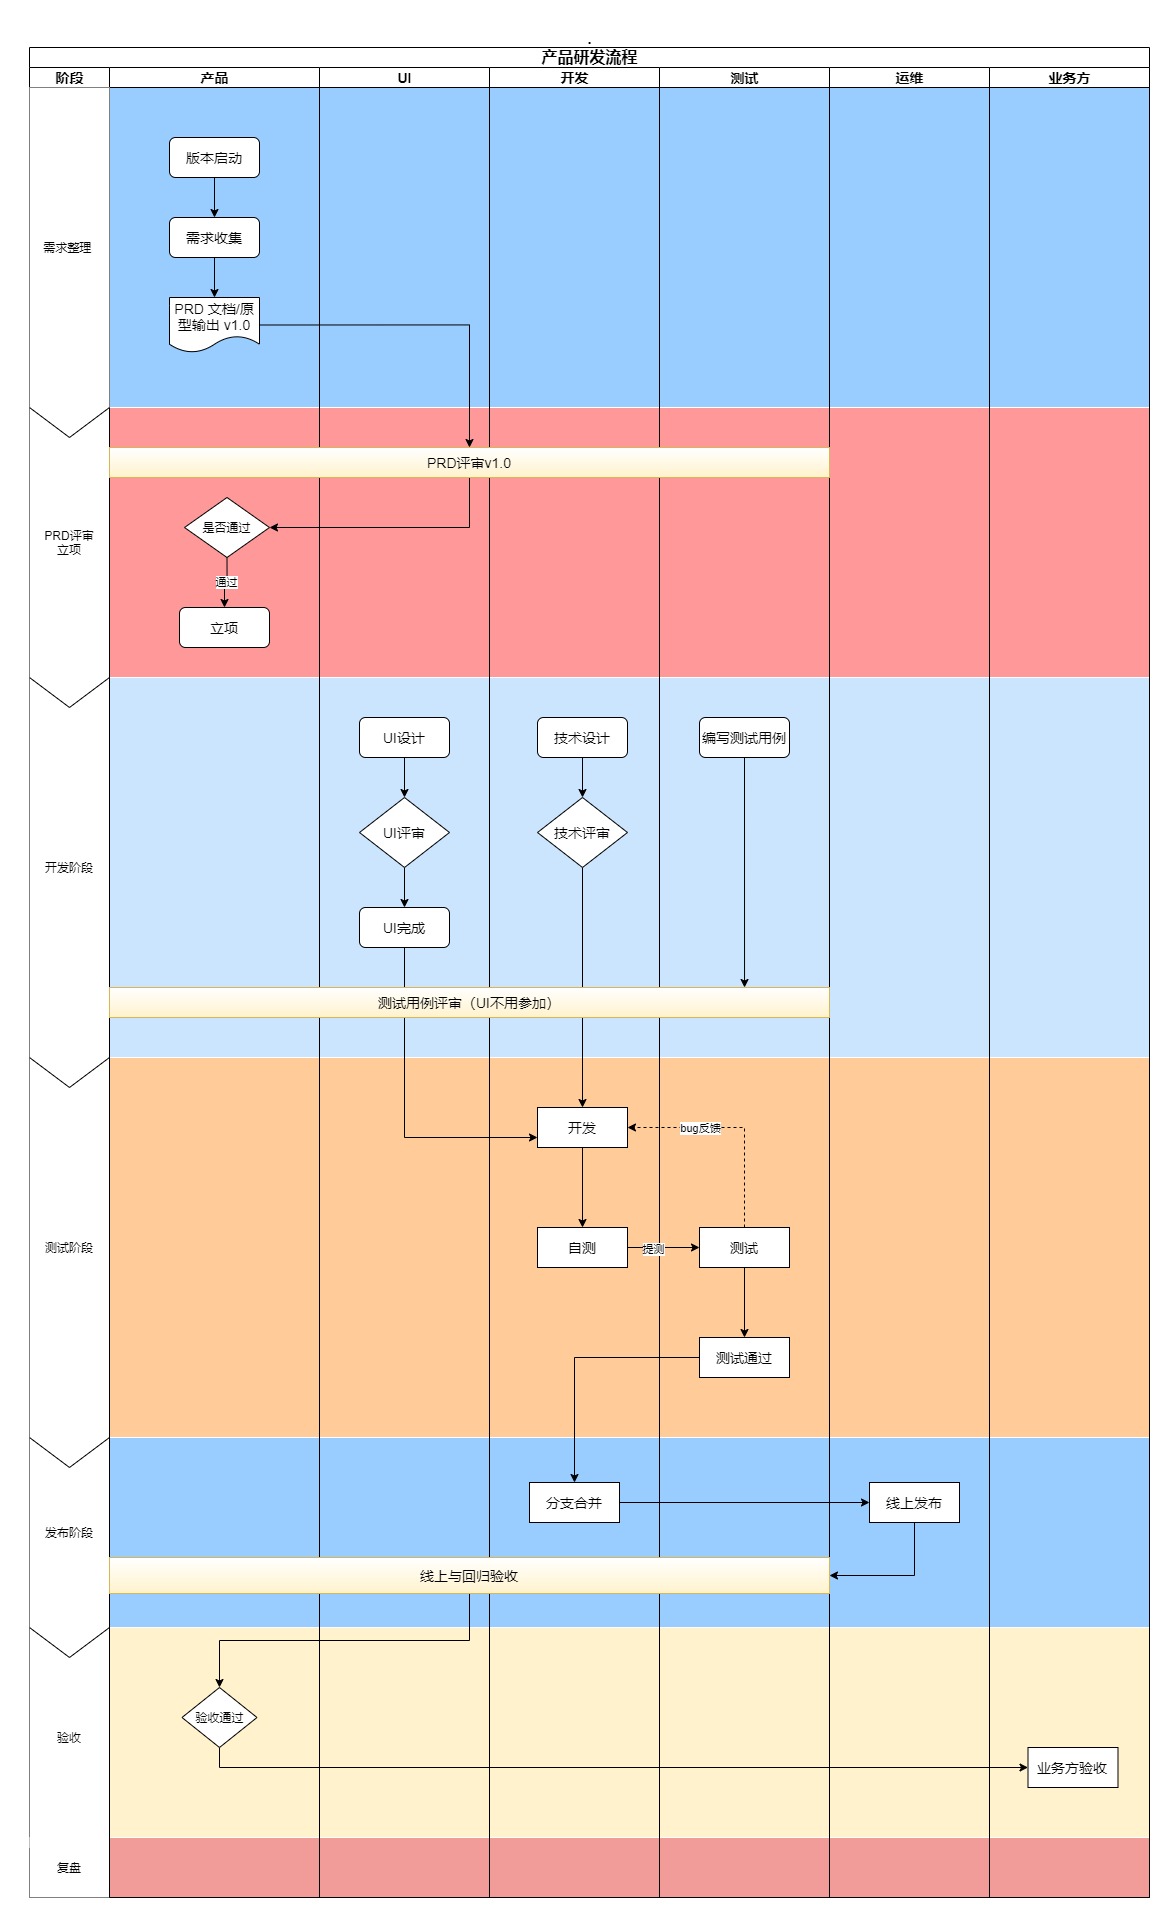 产品研发流程
阶段
产品
UI
开发
测试
运维
业务方
需求整理
版本启动
需求收集
PRD 文档/原
型输出 v1.0
PRD评审
立项
PRD评审v1.0
是否通过
通过
立项
开发阶段
UI设计
技术设计
编写测试用例
UI评审
技术评审
UI完成
测试用例评审（UI不用参加）
测试阶段
开发
bug反馈
自测
提测
测试
测试通过
发布阶段
分支合并
线上发布
线上与回归验收
验收
验收通过
业务方验收
复盘